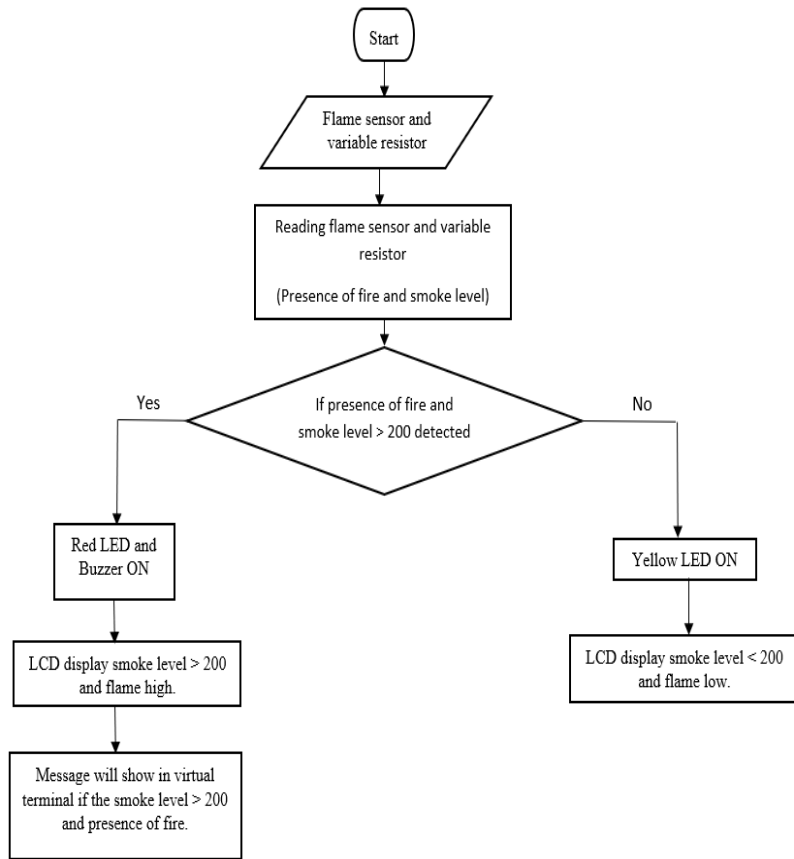 Start
Flame sensor and
variable resistor
Reading flame sensor and variable
resistor
(Presence of fire and smoke level)
If presence of fire and
smoke level > 200 detected
Yes
No
Red LED and
Buzzer ON
Yellow LED ON
LCD display smoke level > 200
and flame high.
LCD display smoke level < 200
and flame low.
Message will show in virtual
terminal if the smoke level > 200
and presence of fire.